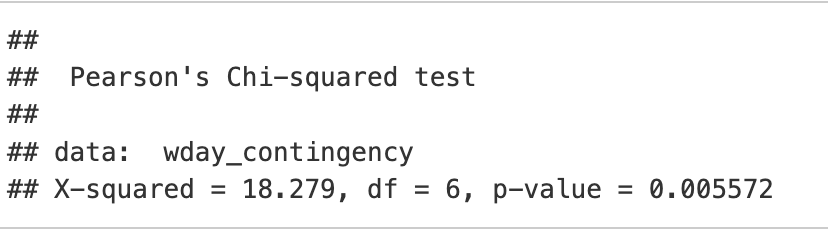 ##
##  Pearson's Chi-squared test
##
## data:  wday_contingency
## X-squared = 18.279, df = 6, p-value = 0.005572